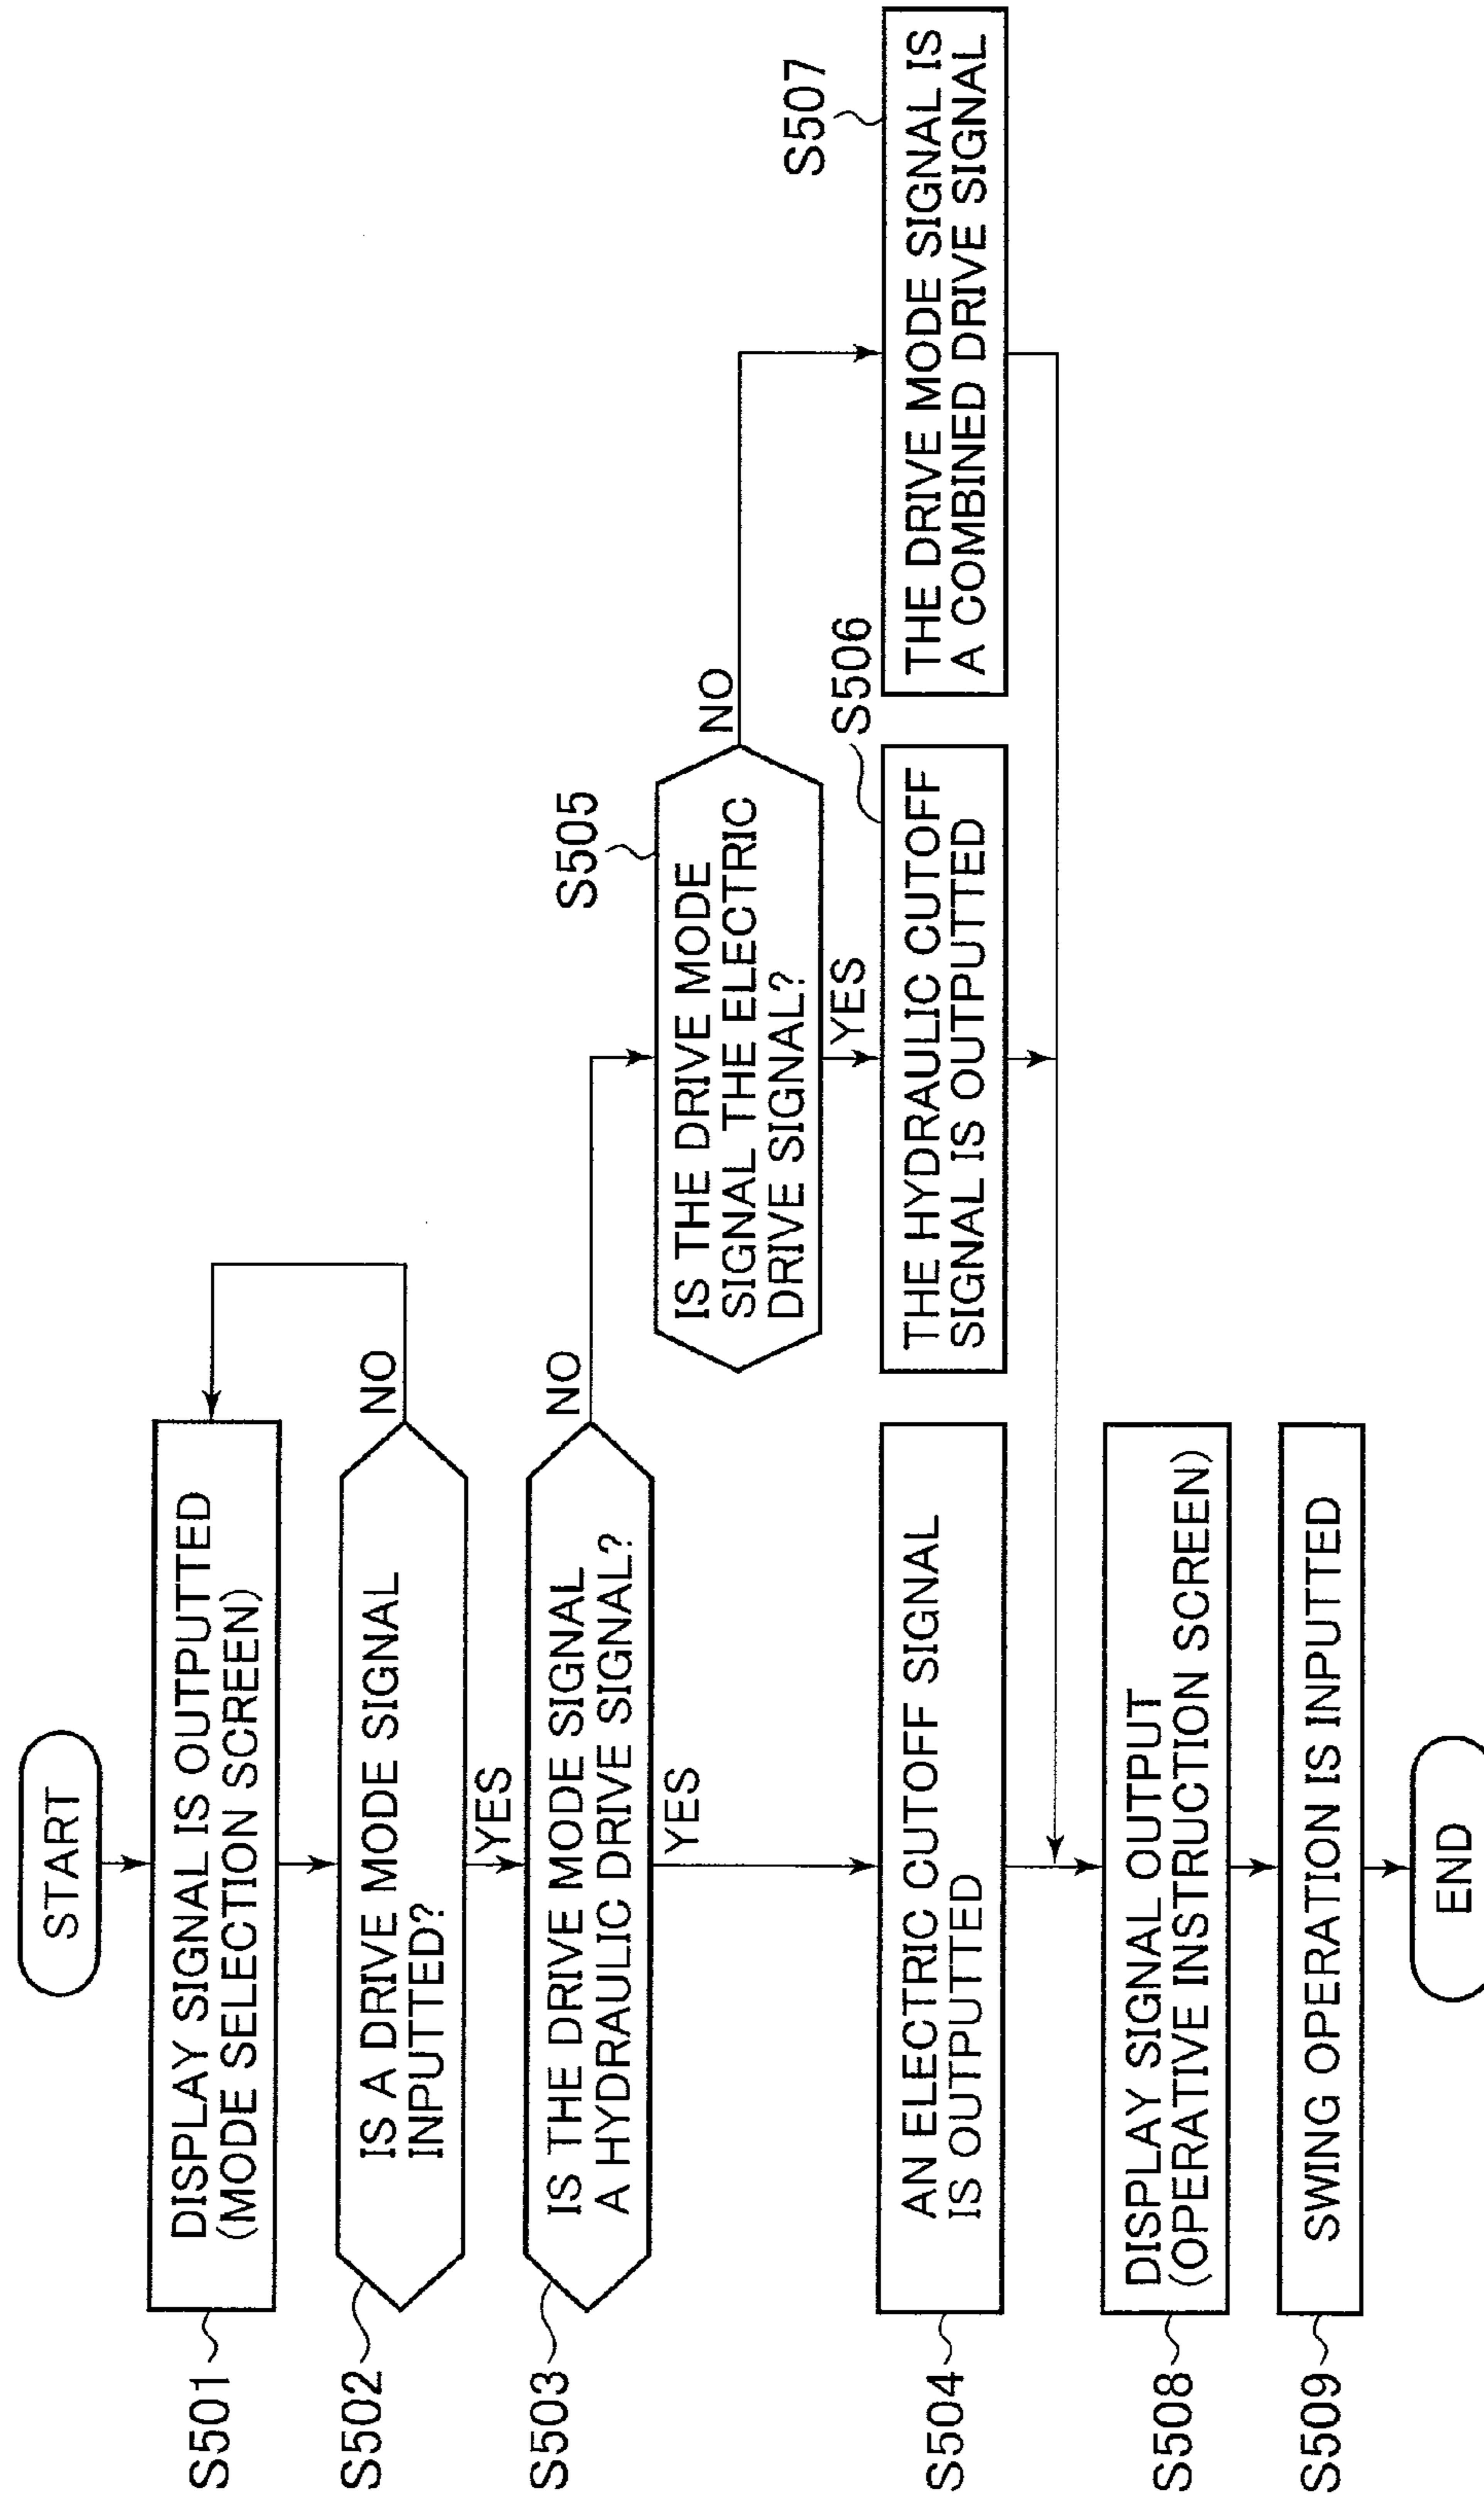 START
S501
DISPLAY SIGNAL IS OUTPUTTED
(MODE SELECTION SCREEN)
S502
IS A DRIVE MODE SIGNAL
INPUTTED?
NO
YES
S503
IS THE DRIVE MODE SIGNAL
A HYDRAULIC DRIVE SIGNAL?
NO
YES
S505
IS THE DRIVE MODE
SIGNAL THE ELECTRIC
DRIVE SIGNAL?
NO
YES
S504
AN ELECTRIC CUTOFF SIGNAL
IS OUTPUTTED
S506
THE HYDRAULIC CUTOFF
SIGNAL IS OUTPUTTED
S507
THE DRIVE MODE SIGNAL IS
A COMBINED DRIVE SIGNAL
S508
DISPLAY SIGNAL OUTPUT
(OPERATIVE INSTRUCTION SCREEN)
S509
SWING OPERATION IS INPUTTED
END